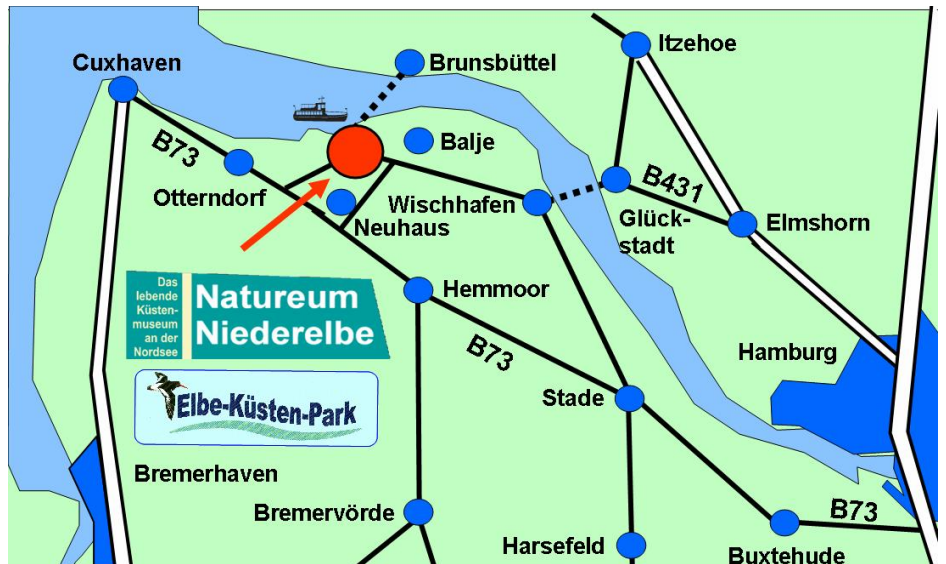 Itzehoe
Cuxhaven
Brunsbüttel
B73
Balje
B431
Otterndorf
Wischhafen
Glück-
stadt
Elmshorn
Neuhaus
Das
lebende
Küsten-
museum
an der
Nordsee
Natureum
Niederelbe
Hemmoor
B73
Hamburg
Elbe-Küsten-Park
Stade
Bremerhaven
Bremervörde
B73
Harsefeld
Buxtehude